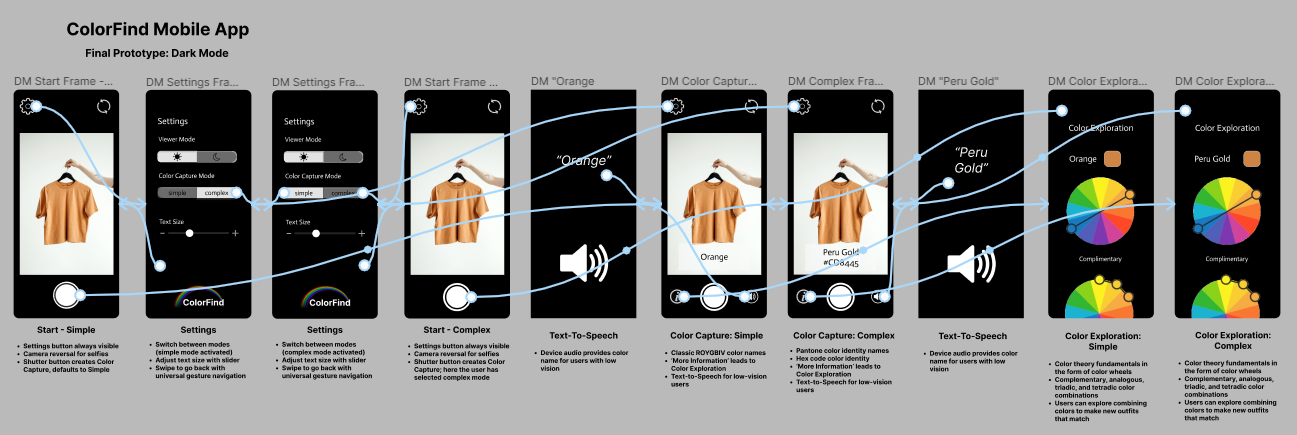 ColorFind Mobile App
Final Prototype: Dark Mode
DM Start Frame -...
DM Settings Fra...
DM Settings Fra...
DM Start Frame ...
DM "Orange
DM Color Captur...
DM Complex Fra...
DM "Peru Gold"
DM Color Explora...
DM Color Explora...
Settings
Viewer Mode
Color Capture Mode
simple complex
Text Size
− +
ColorFind
Settings
Viewer Mode
Color Capture Mode
simple complex
Text Size
− +
ColorFind
“Orange”
Orange
Peru Gold
#CD8445
“Peru
Gold”
Color Exploration
Orange
Complimentary
Color Exploration
Peru Gold
Complimentary
Start - Simple
• Settings button always visible
• Camera reversal for selfies
• Shutter button creates Color
Capture, defaults to Simple
Settings
• Switch between modes
(simple mode activated)
• Adjust text size with slider
• Swipe to go back with
universal gesture navigation
Settings
• Switch between modes
(complex mode activated)
• Adjust text size with slider
• Swipe to go back with
universal gesture navigation
Start - Complex
• Settings button always visible
• Camera reversal for selfies
• Shutter button creates Color
Capture; here the user has
selected complex mode
Text-To-Speech
• Device audio provides color
name for users with low
vision
Color Capture: Simple
• Classic ROYGBIV color names
• 'More Information' leads to
Color Exploration
• Text-to-Speech for low-vision
users
Color Capture: Complex
• Pantone color identity names
• Hex code color identity
• 'More Information' leads to
Color Exploration
• Text-to-Speech for low-vision
users
Text-To-Speech
• Device audio provides color
name for users with low
vision
Color Exploration:
Simple
• Color theory fundamentals in
the form of color wheels
• Complementary, analogous,
triadic, and tetradic color
combinations
• Users can explore combining
colors to make new outfits
that match
Color Exploration:
Complex
• Color theory fundamentals in
the form of color wheels
• Complementary, analogous,
triadic, and tetradic color
combinations
• Users can explore combining
colors to make new outfits
that match